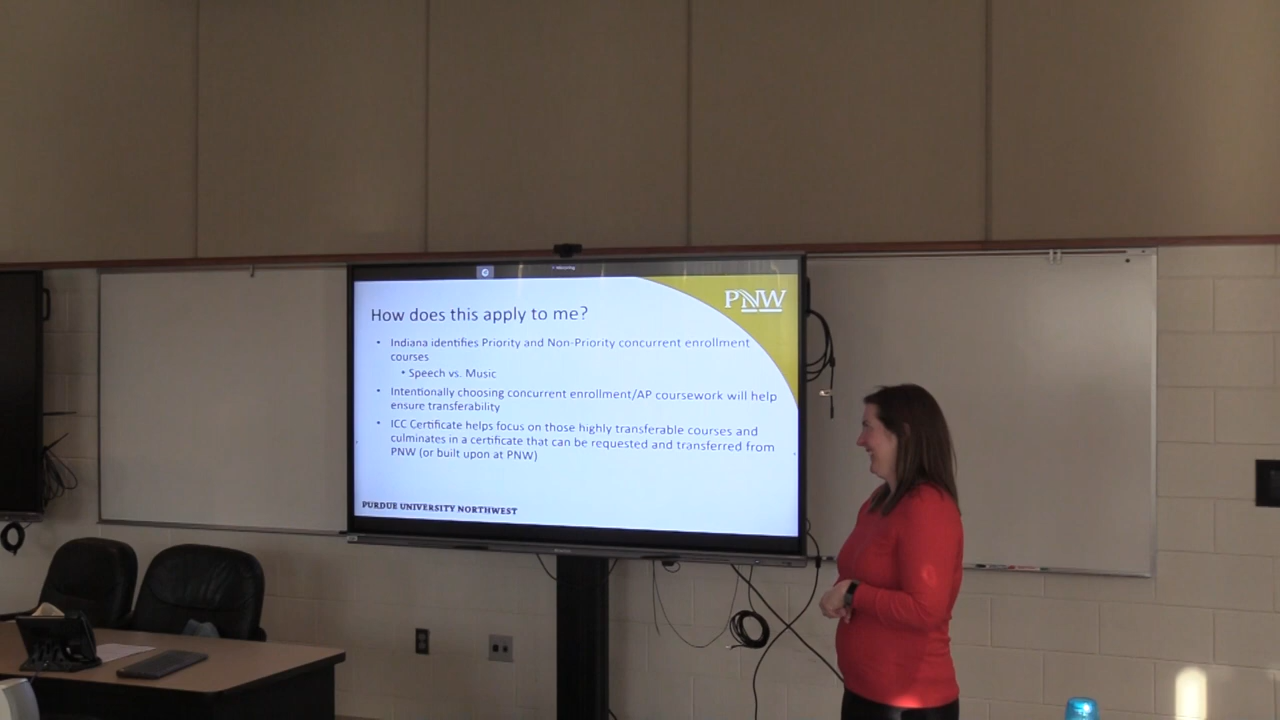 PNW
How does this apply to me?
• Indiana identifies Priority and Non-Priority concurrent enrollment
courses
• Speech vs. Music
• Intentionally choosing concurrent enrollment/AP coursework will help
ensure transferability
• ICC Certificate helps focus on those highly transferable courses and
culminates in a certificate that can be requested and transferred from
PNW (or built upon at PNW)
PURDUE UNIVERSITY NORTHWEST